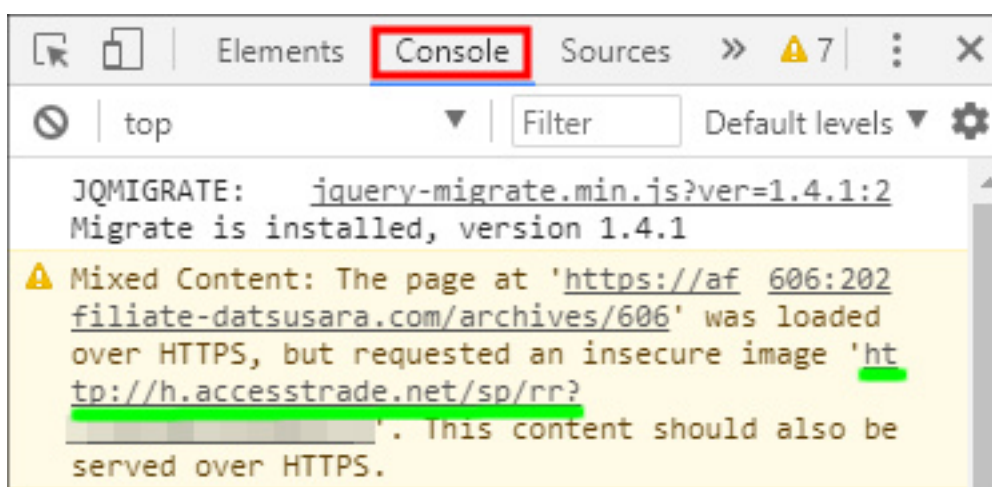 Elements Console Sources » 7
top Filter Default levels
JQMIGRATE: jquery-migrate.min.js?ver=1.4.1:2
Migrate is installed, version 1.4.1
Mixed Content: The page at 'https://af 606:202
filiate-datsusara.com/archives/606' was loaded
over HTTPS, but requested an insecure image 'ht
tp://h.accesstrade.net/sp/rr?
'. This content should also be
served over HTTPS.